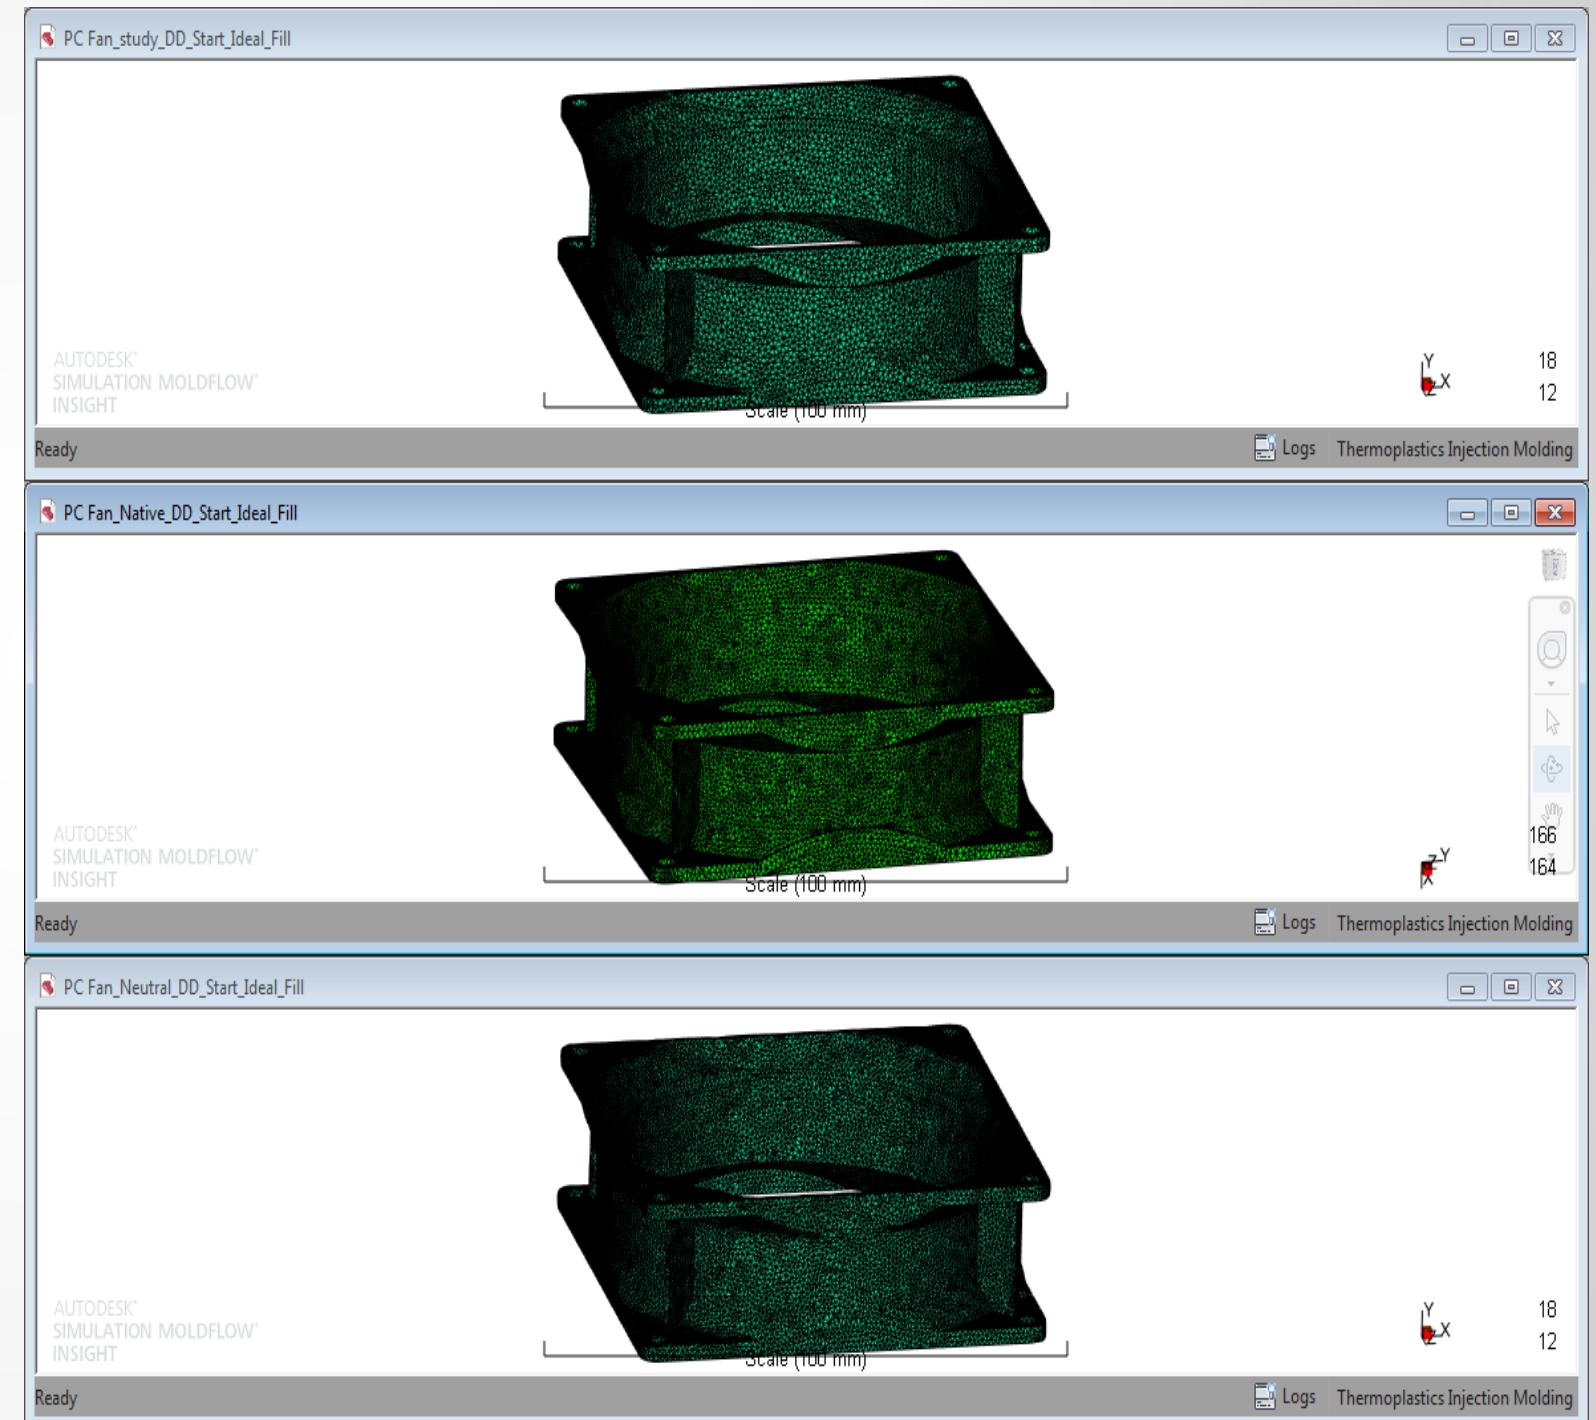 PC Fan_study_DD_Start_Ideal_Fill
AUTODESK®
SIMULATION MOLDFLOW®
INSIGHT
Scale (100 mm)
Y
X
Z
18
12
Ready
Logs
Thermoplastics Injection Molding
PC Fan_Native_DD_Start_Ideal_Fill
AUTODESK®
SIMULATION MOLDFLOW®
INSIGHT
Scale (100 mm)
Z
Y
X
166
164
Ready
Logs
Thermoplastics Injection Molding
PC Fan_Neutral_DD_Start_Ideal_Fill
AUTODESK®
SIMULATION MOLDFLOW®
INSIGHT
Scale (100 mm)
Y
X
Z
18
12
Ready
Logs
Thermoplastics Injection Molding